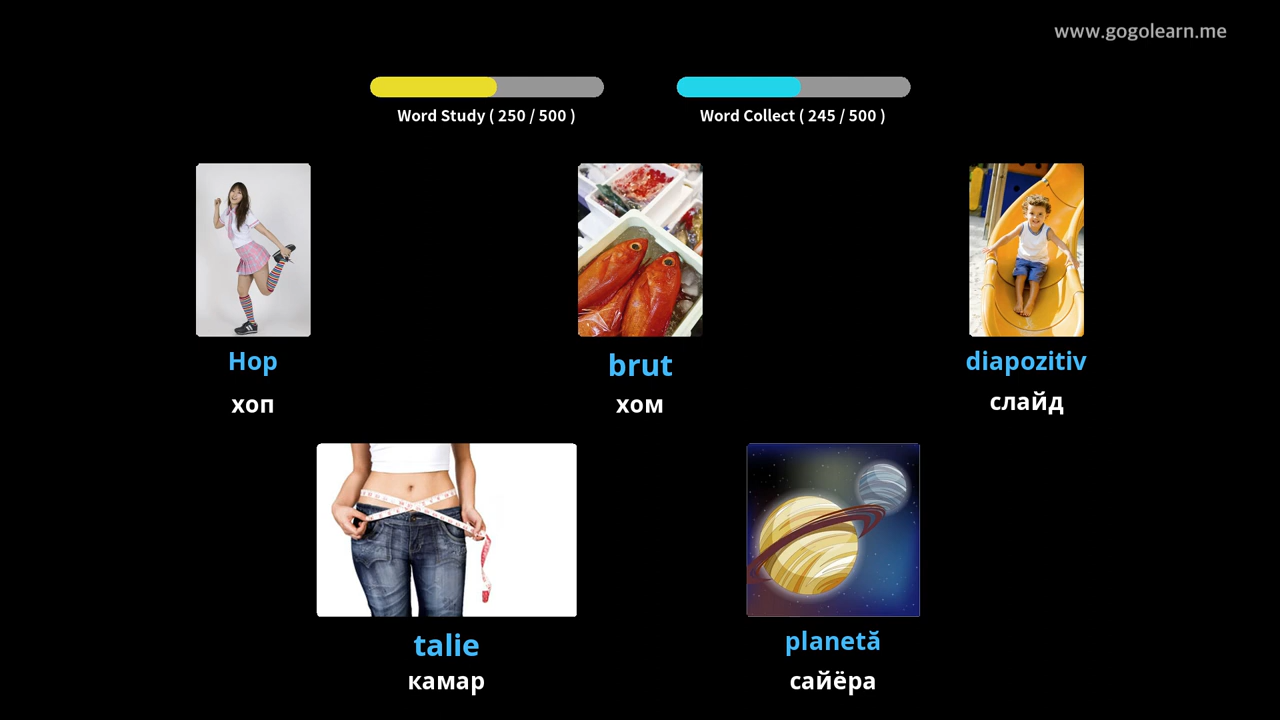 www.gogolearn.me
Word Study ( 250 / 500 )
Word Collect ( 245 / 500 )
Hop
brut
diapozitiv
хоп
хом
слайд
talie
planetă
камар
сайёра